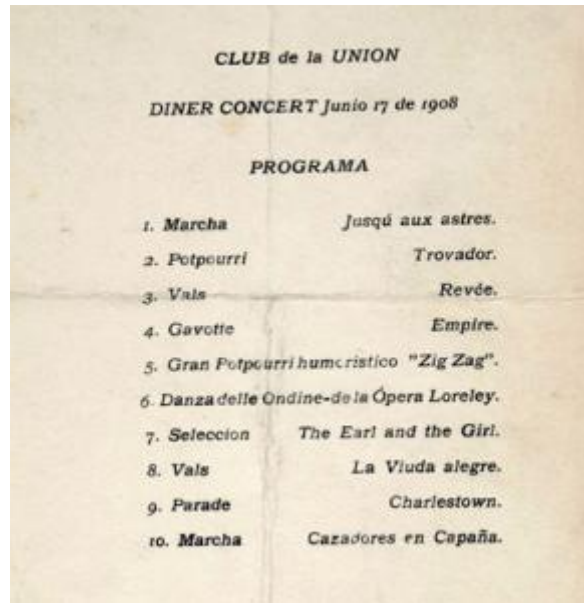 CLUB de la UNION
DINER CONCERT Junio 17 de 1908
PROGRAMA
1. Marcha Jusqú aux astres.
2. Potpourri Trovador.
3. Vals Revée.
4. Gavotte Empire.
5. Gran Potpourri humoristico "Zig Zag".
6. Danza delle Ondine-de la Ópera Loreley.
7. Seleccion The Earl and the Girl.
8. Vals La Viuda alegre.
9. Parade Charlestown.
10. Marcha Cazadores en Capaña.